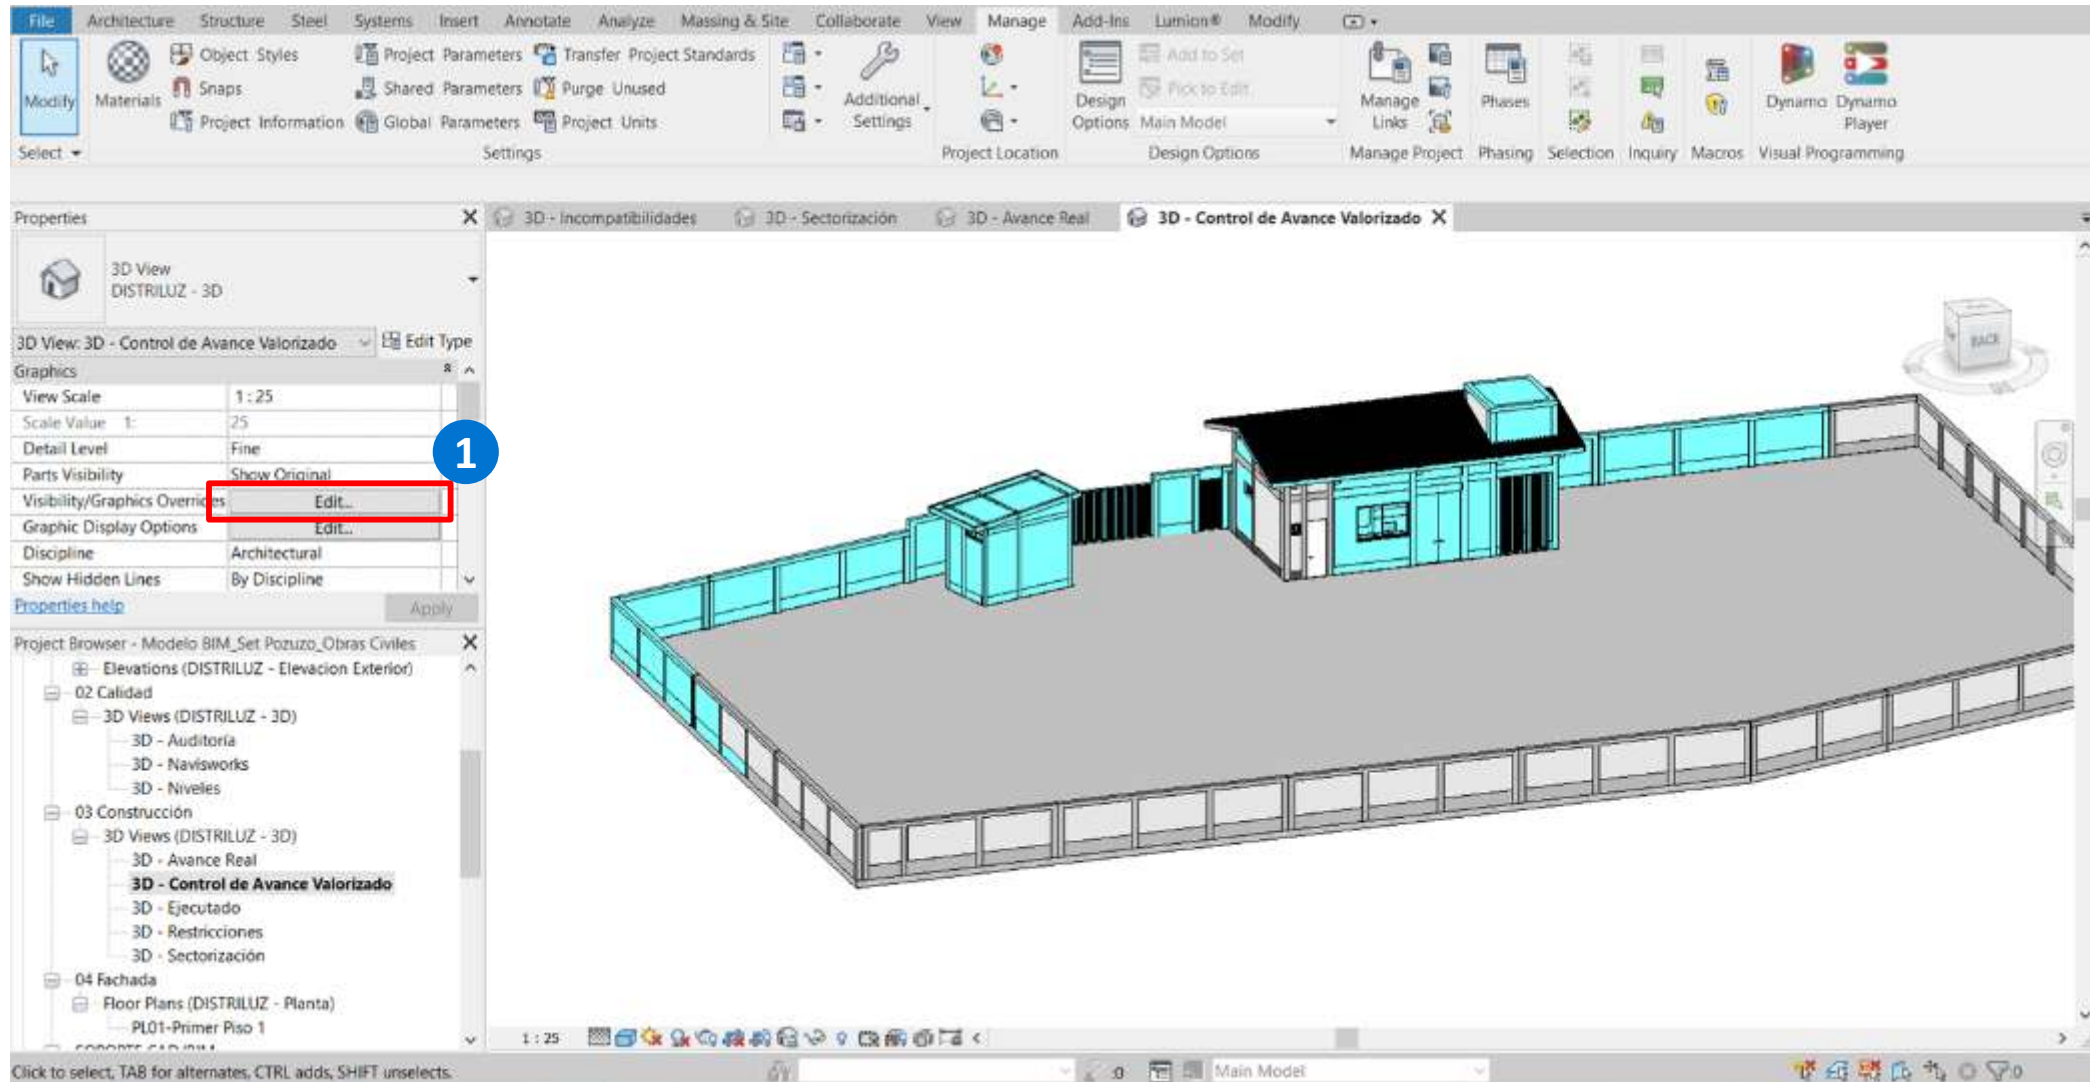 File Architecture Structure Steel Systems Insert Annotate Analyze Massing & Site Collaborate View Manage Add-Ins Lumion® Modify
Modify
Materials
Object Styles
Snaps
Project Information
Project Parameters
Shared Parameters
Global Parameters
Transfer Project Standards
Purge Unused
Project Units
Additional
Settings
Design
Options
Add to Set
Pick to Edit
Main Model
Manage
Links
Phases
Dynamo
Dynamo
Player
Select Settings Project Location Design Options Manage Project Phasing Selection Inquiry Macros Visual Programming
Properties
3D - Incompatibilidades 3D - Sectorización 3D - Avance Real 3D - Control de Avance Valorizado
3D View
DISTRILUZ - 3D
3D View: 3D - Control de Avance Valorizado Edit Type
Graphics
View Scale 1 : 25
Scale Value 1: 25
Detail Level Fine
Parts Visibility Show Original
Visibility/Graphics Overrides Edit...
Graphic Display Options Edit...
Discipline Architectural
Show Hidden Lines By Discipline
Properties help Apply
1
BACK
Project Browser - Modelo BIM_Set Pozuzo_Obras Civiles
Elevations (DISTRILUZ - Elevacion Exterior)
02 Calidad
3D Views (DISTRILUZ - 3D)
3D - Auditoría
3D - Navisworks
3D - Niveles
03 Construcción
3D Views (DISTRILUZ - 3D)
3D - Avance Real
3D - Control de Avance Valorizado
3D - Ejecutado
3D - Restricciones
3D - Sectorización
04 Fachada
Floor Plans (DISTRILUZ - Planta)
PL01-Primer Piso 1
1 : 25
Click to select, TAB for alternates, CTRL adds, SHIFT unselects.
:0 Main Model :0